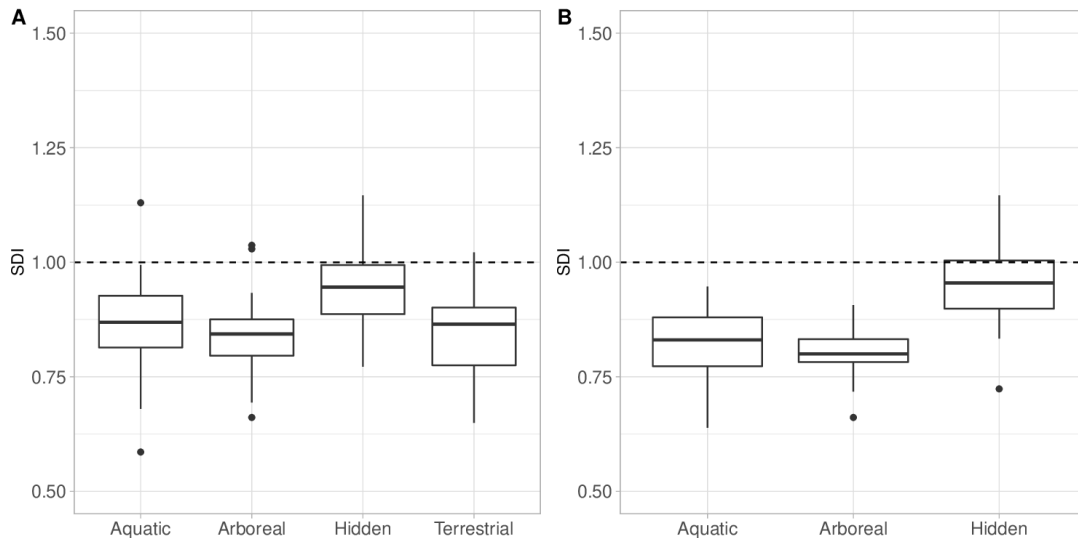 A
SDI
1.50
1.25
1.00
0.75
0.50
Aquatic Arboreal Hidden Terrestrial
B
SDI
1.50
1.25
1.00
0.75
0.50
Aquatic Arboreal Hidden